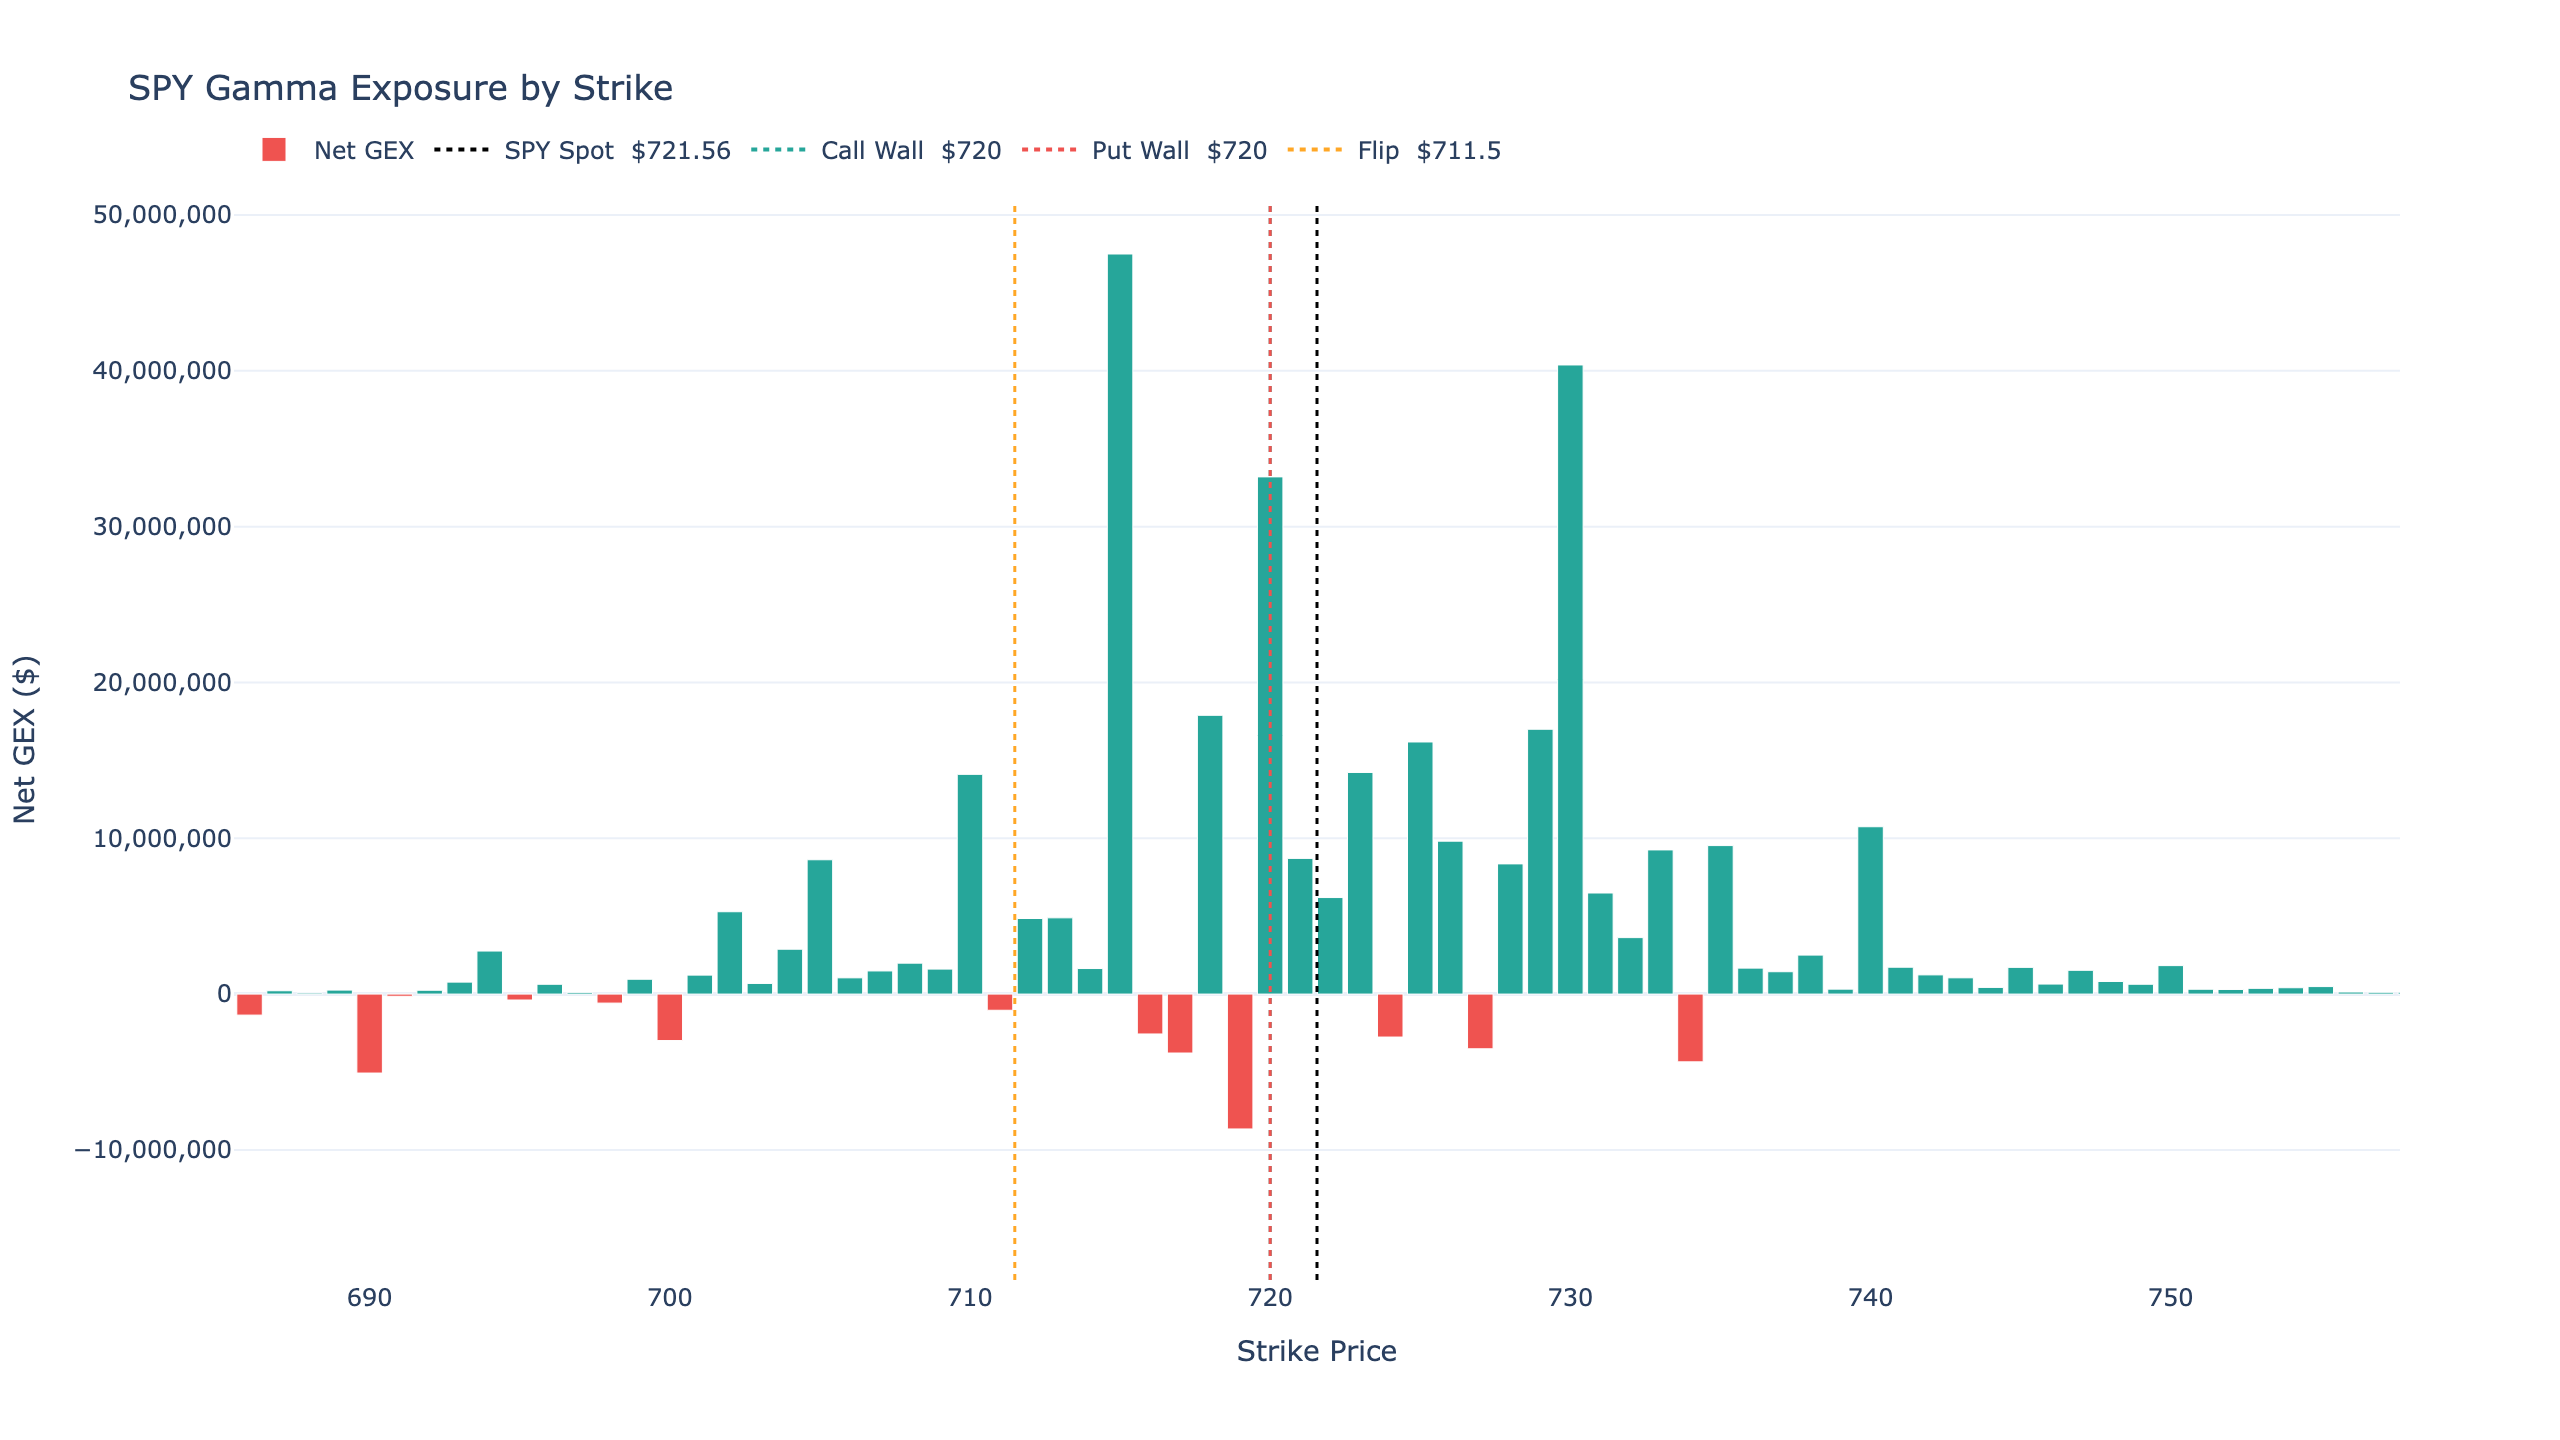 SPY Gamma Exposure by Strike
Net GEX SPY Spot $721.56 Call Wall $720 Put Wall $720 Flip $711.5
50,000,000
40,000,000
30,000,000
20,000,000
10,000,000
0
−10,000,000
Net GEX ($)
690 700 710 720 730 740 750
Strike Price